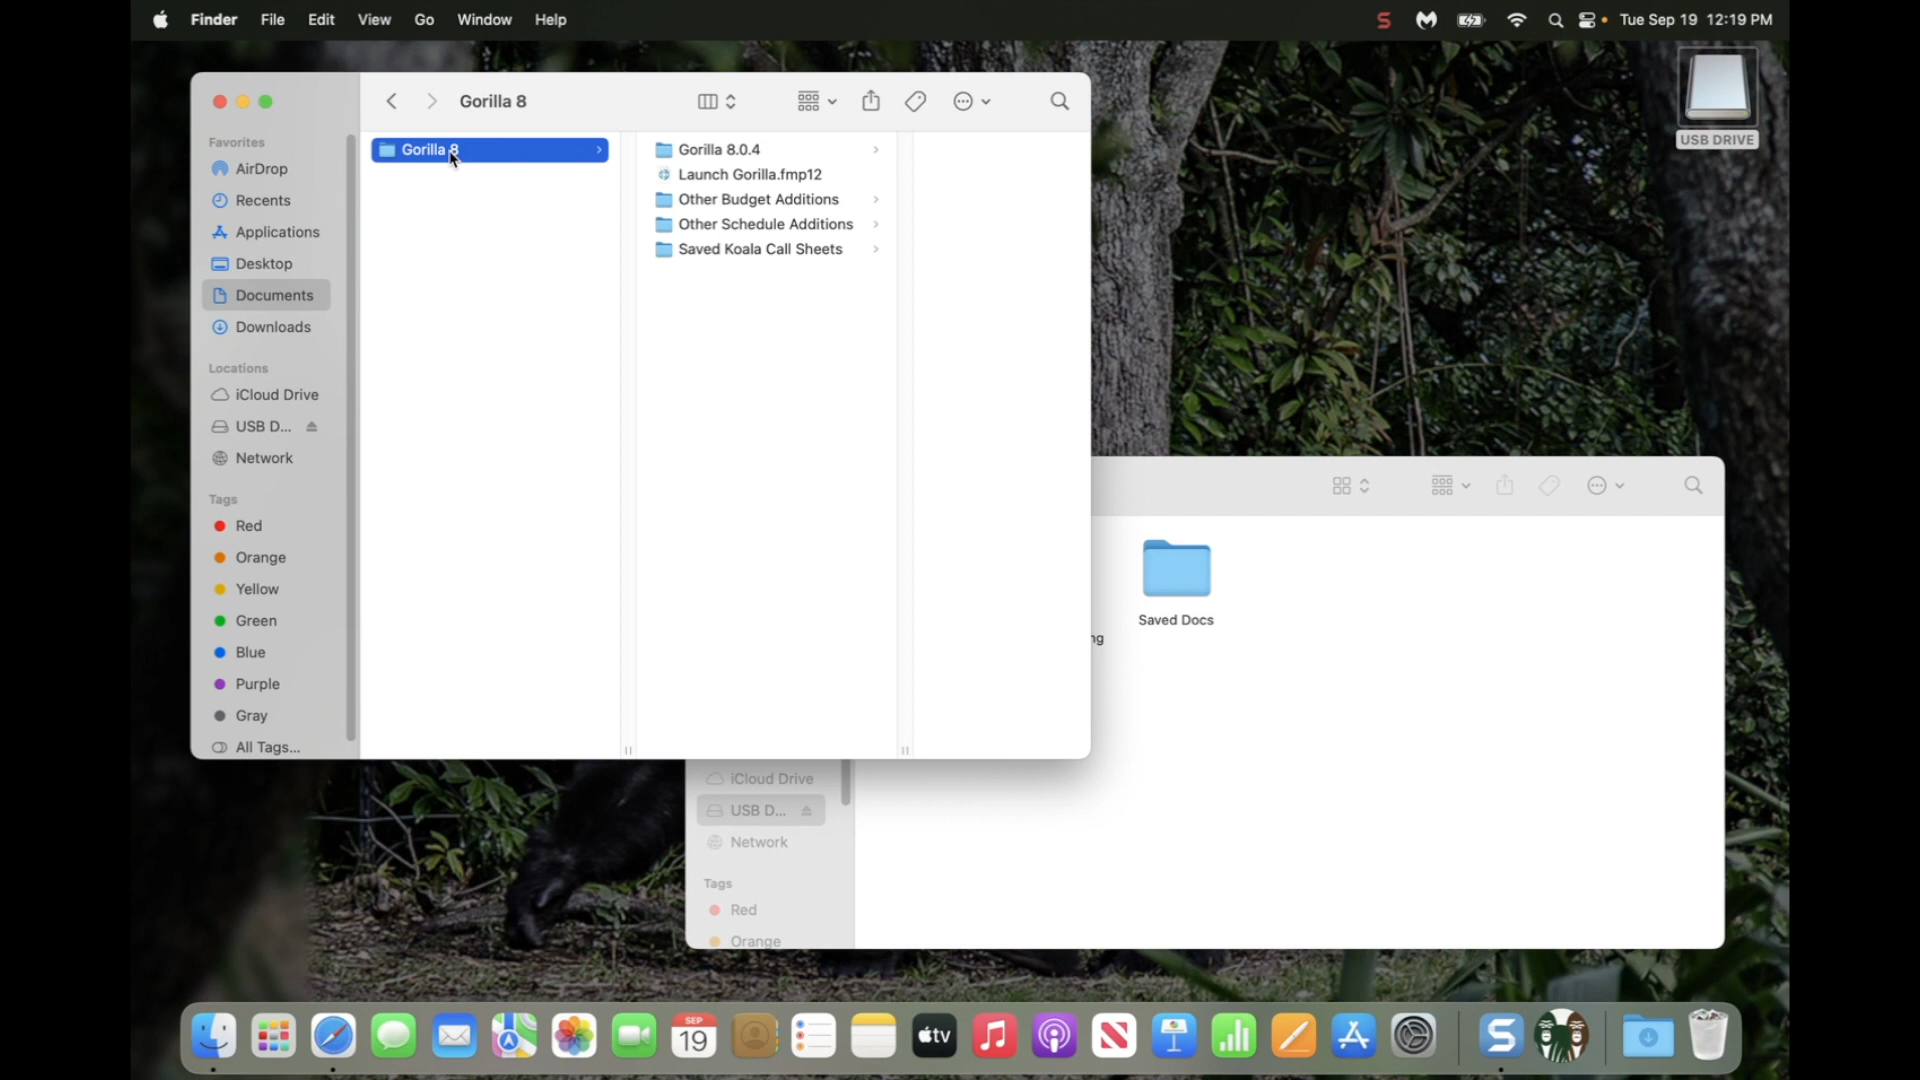 Finder File Edit View Go Window Help
Tue Sep 19 12:19 PM
USB DRIVE
Gorilla 8
Favorites
AirDrop
Recents
Applications
Desktop
Documents
Downloads
Locations
iCloud Drive
USB D...
Network
Tags
Red
Orange
Yellow
Green
Blue
Purple
Gray
All Tags...
Gorilla 8
Gorilla 8.0.4
Launch Gorilla.fmp12
Other Budget Additions
Other Schedule Additions
Saved Koala Call Sheets
Saved Docs
ng
iCloud Drive
USB D...
Network
Tags
Red
Orange
SEP
19
tv